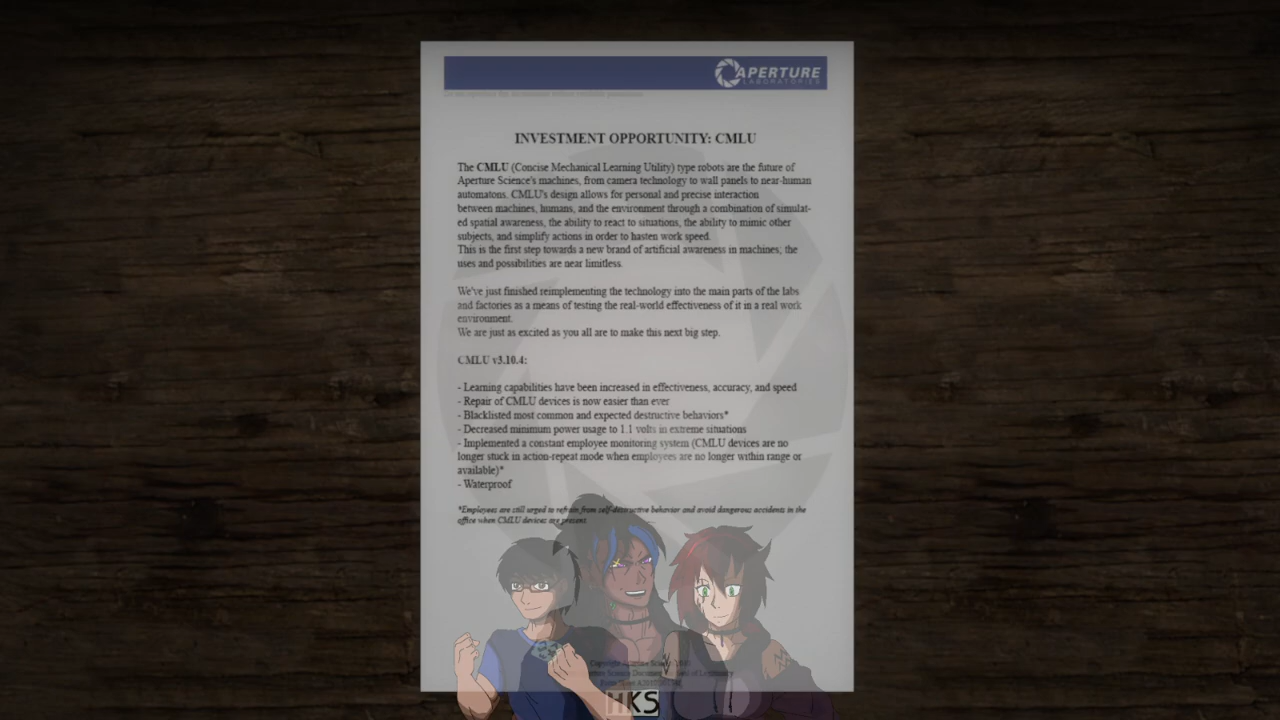 APERTURE
LABORATORIES
INVESTMENT OPPORTUNITY: CMLU
The CMLU (Concise Mechanical Learning Utility) type robots are the future of
Aperture Science's machines, from camera technology to wall panels to near-human
automatons. CMLU's design allows for personal and precise interaction
between machines, humans, and the environment through a combination of simulat-
ed spatial awareness, the ability to react to situations, the ability to mimic other
subjects, and simplify actions in order to hasten work speed.
This is the first step towards a new brand of artificial awareness in machines; the
uses and possibilities are near limitless.
We've just finished reimplementing the technology into the main parts of the labs
and factories as a means of testing the real-world effectiveness of it in a real work
environment.
We are just as excited as you all are to make this next big step.
CMLU v3.10.4:
- Learning capabilities have been increased in effectiveness, accuracy, and speed
- Repair of CMLU devices is now easier than ever
- Blacklisted most common and expected destructive behaviors*
- Decreased minimum power usage to 1.1 volts in extreme situations
- Implemented a constant employee monitoring system (CMLU devices are no
longer stuck in action-repeat mode when employees are no longer within range or
available)*
- Waterproof
*Employees are still urged to refrain from self-destructive behavior and avoid dangerous accidents in the
office when CMLU devices are present
Copyright Aperture
HKS